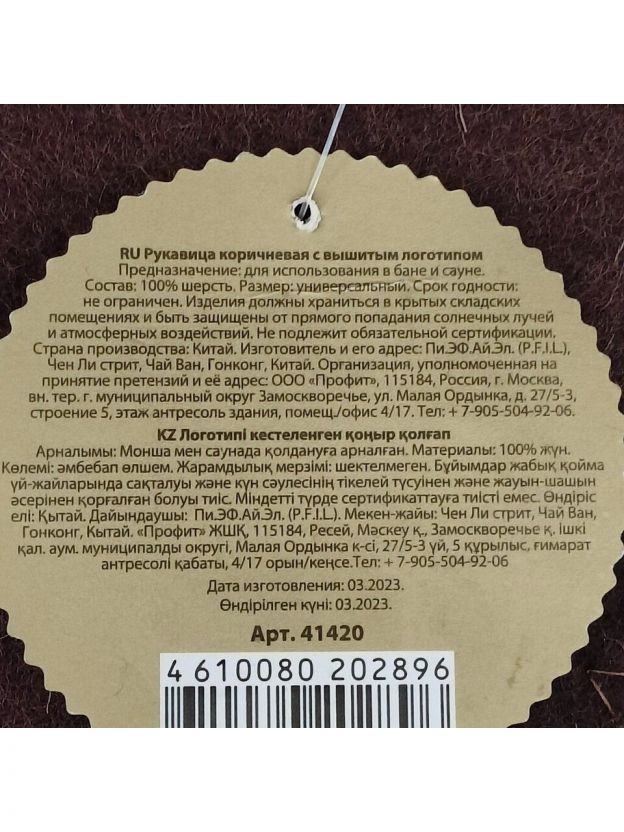 RU Рукавица коричневая с вышитым логотипом
Предназначение: для использования в бане и сауне.
Состав: 100% шерсть. Размер: универсальный. Срок годности:
не ограничен. Изделия должны храниться в крытых складских
помещениях и быть защищены от прямого попадания солнечных лучей
и атмосферных воздействий. Не подлежит обязательной сертификации.
Страна производства: Китай. Изготовитель и его адрес: Пи.ЭФ.Ай.Эл. (P.F.I.L.),
Чен Ли стрит, Чай Ван, Гонконг, Китай. Организация, уполномоченная на
принятие претензий и её адрес: ООО «Профит», 115184, Россия, г. Москва,
вн. тер. г. муниципальный округ Замоскворечье, ул. Малая Ордынка, д. 27/5-3,
строение 5, этаж антресоль здания, помещ./офис 4/17. Тел: + 7-905-504-92-06.
KZ Логотипі кестеленген қоңыр қолғап
Арналымы: Монша мен саунада қолдануға арналған. Материалы: 100% жүн.
Көлемі: әмбебап өлшем. Жарамдылық мерзімі: шектелмеген. Бұйымдар жабық қойма
үй-жайларында сақталуы және күн сәулесінің тікелей түсуінен және жауын-шашын
әсерінен қорғалған болуы тиіс. Міндетті түрде сертификаттауға тиісті емес. Өндіріс
елі: Қытай. Дайындаушы: Пи.ЭФ.Ай.Эл. (P.F.I.L.). Мекен-жайы: Чен Ли стрит, Чай Ван,
Гонконг, Кытай. «Профит» ЖШҚ, 115184, Ресей, Мәскеу қ., Замоскворечье қ. ішкі
қал. аум. муниципалды округі, Малая Ордынка к-сі, 27/5-3 үй, 5 құрылыс, ғимарат
антресолі қабаты, 4/17 орын/кеңсе.Тел: + 7-905-504-92-06
Дата изготовления: 03.2023.
Өндірілген күні: 03.2023.
Арт. 41420
4 610080 202896